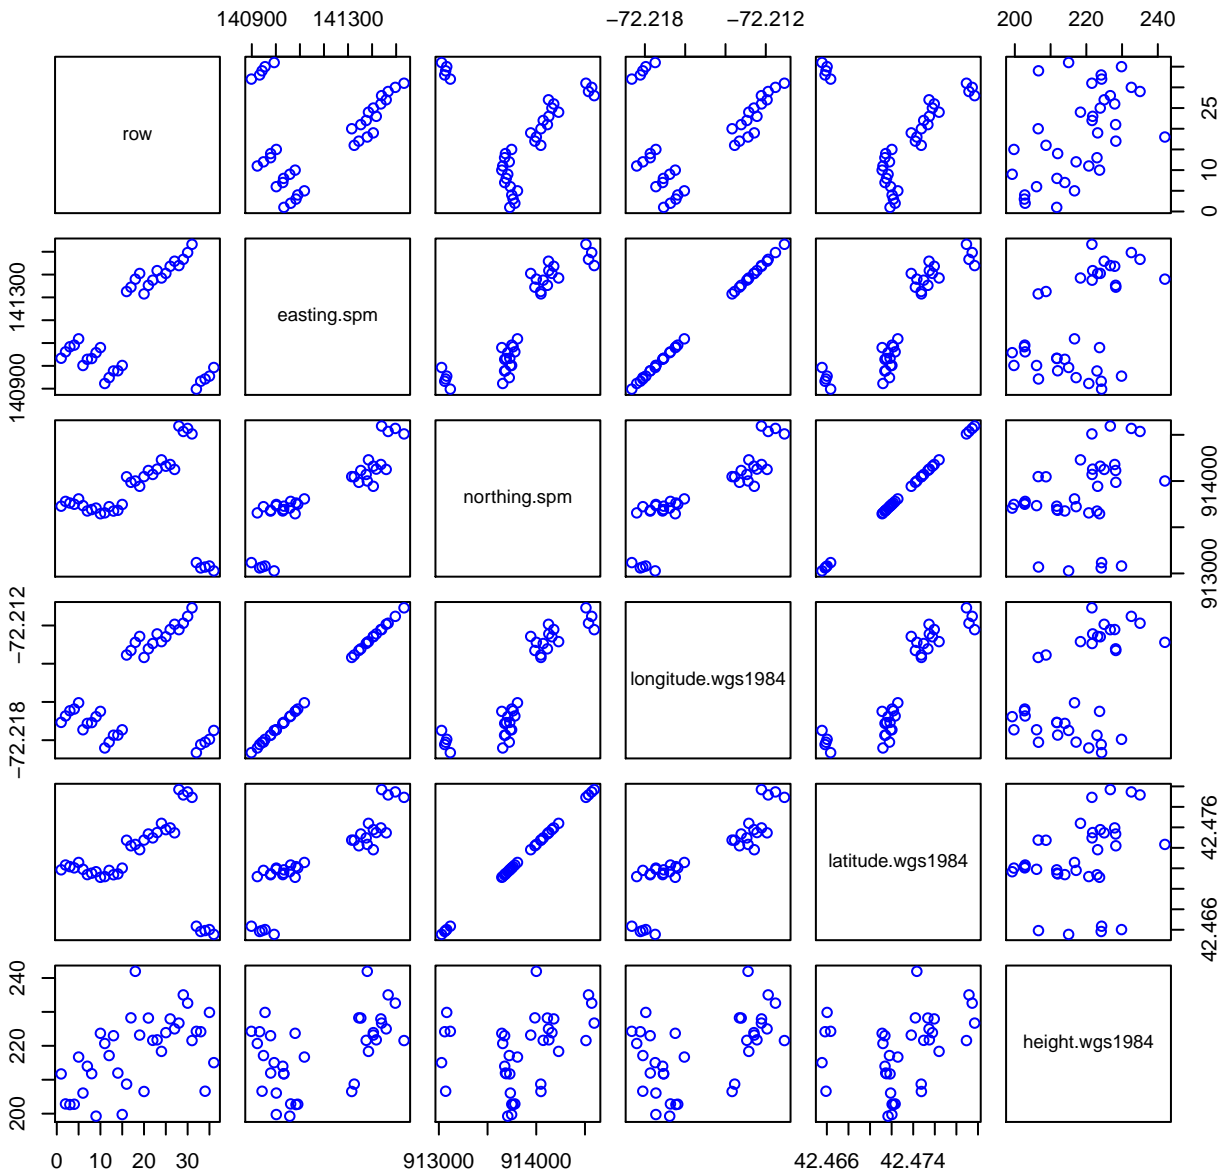 140900 141300 −72.218 −72.212 200 220 240
row
0 10 25
140900 141300
easting.spm
northing.spm
913000 914000
−72.218 −72.212
longitude.wgs1984
latitude.wgs1984
42.466 42.476
200 220 240
height.wgs1984
0 10 20 30 913000 914000 42.466 42.474